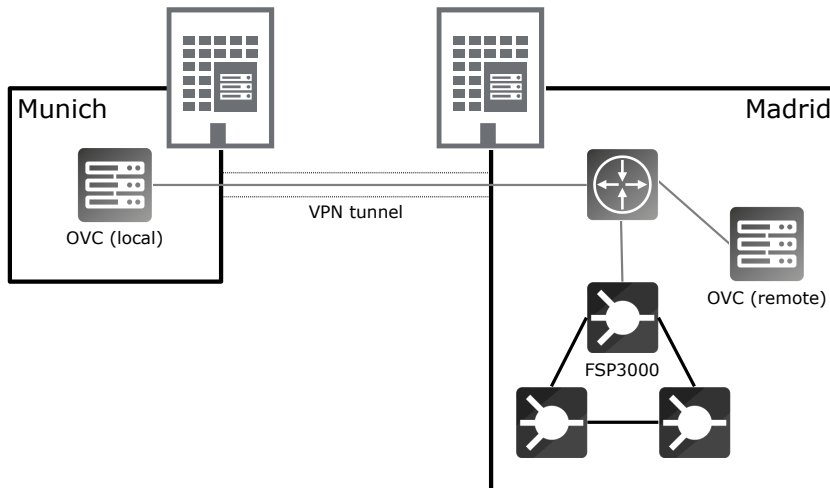 Munich
Madrid
OVC (local)
VPN tunnel
OVC (remote)
FSP3000